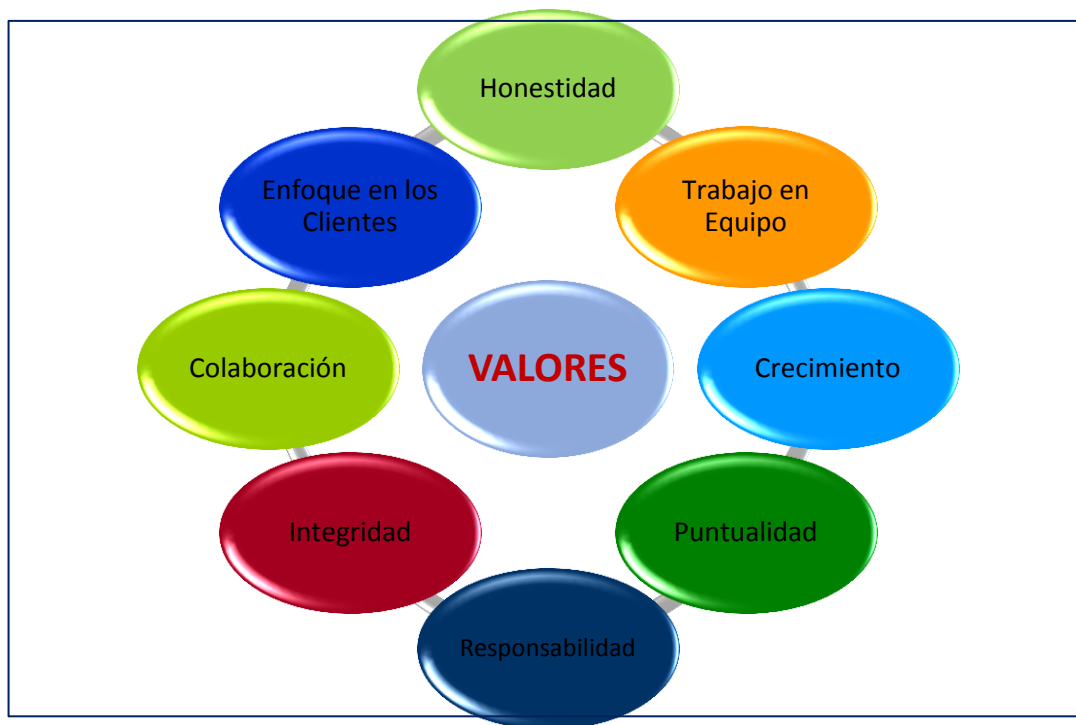 Honestidad
Trabajo en
Equipo
Crecimiento
Puntualidad
Responsabilidad
Integridad
Colaboración
Enfoque en los
Clientes
VALORES